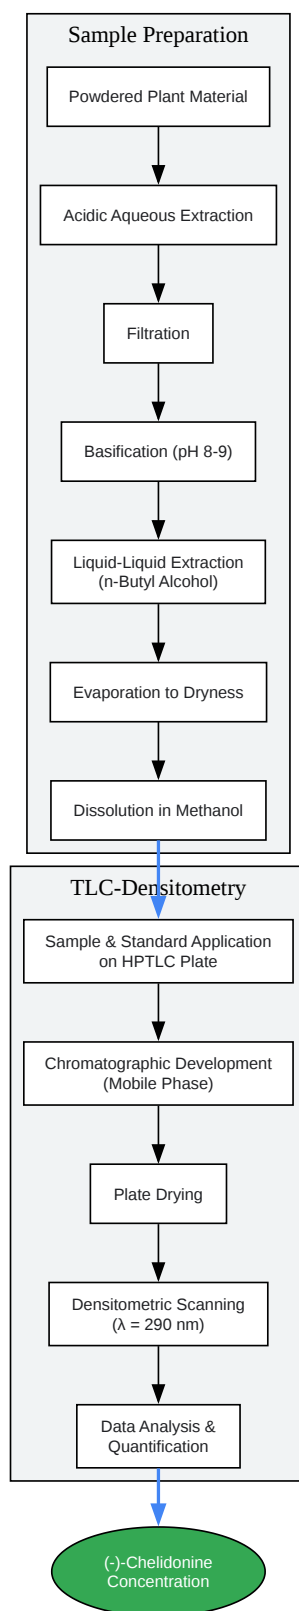 Sample Preparation
Powdered Plant Material
Acidic Aqueous Extraction
Filtration
Basification (pH 8-9)
Liquid-Liquid Extraction
(n-Butyl Alcohol)
Evaporation to Dryness
Dissolution in Methanol
TLC-Densitometry
Sample & Standard Application
on HPTLC Plate
Chromatographic Development
(Mobile Phase)
Plate Drying
Densitometric Scanning
(λ = 290 nm)
Data Analysis &
Quantification
(-)-Chelidonine
Concentration